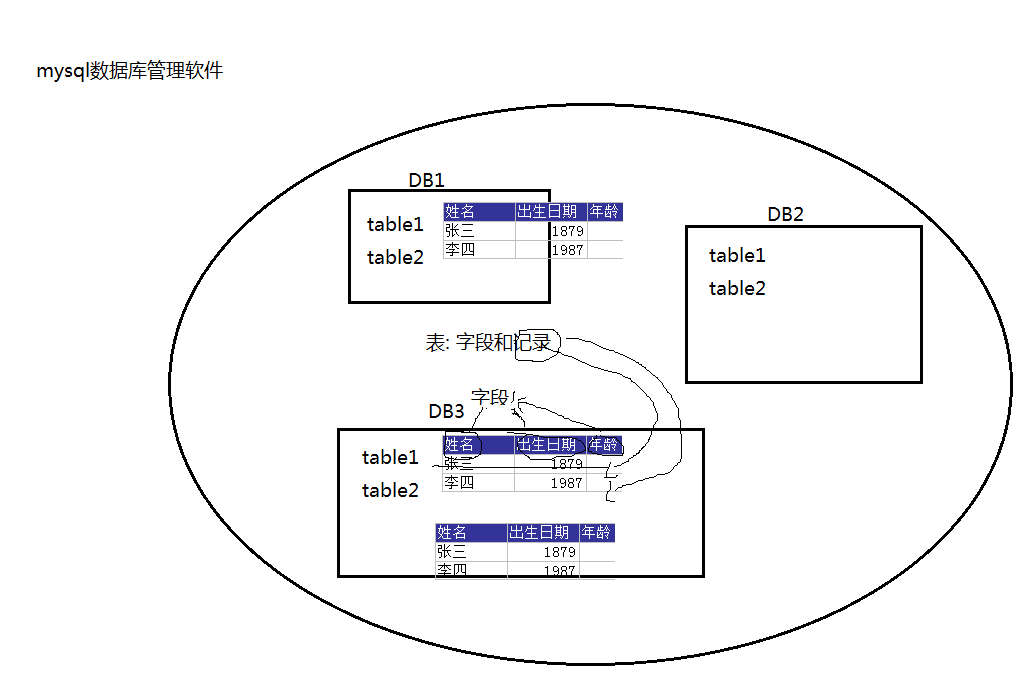 mysql数据库管理软件
DB1
table1
table2
姓名 出生日期 年龄
张三 1879
李四 1987
DB2
table1
table2
表: 字段和记录
字段
DB3
table1
table2
姓名 出生日期 年龄
张三 1879
李四 1987
姓名 出生日期 年龄
张三 1879
李四 1987